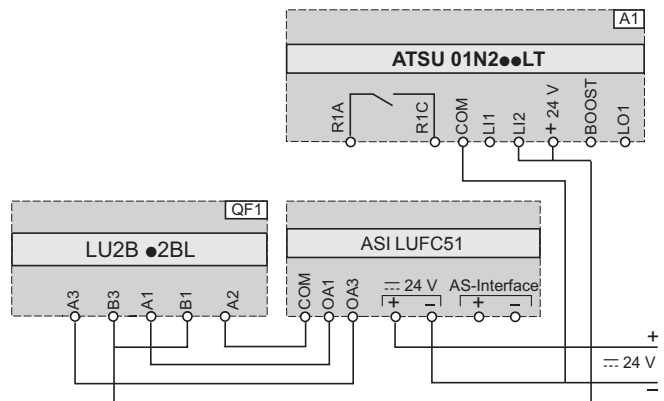 A1
ATSU 01N2●●LT
R1A
R1C
COM
LI1
LI2
+ 24 V
BOOST
LO1
QF1
LU2B ●2BL
A3
B3
A1
B1
A2
ASI LUFC51
COM
OA1
OA3
24 V
+ –
AS-Interface
+ –
+
24 V
–